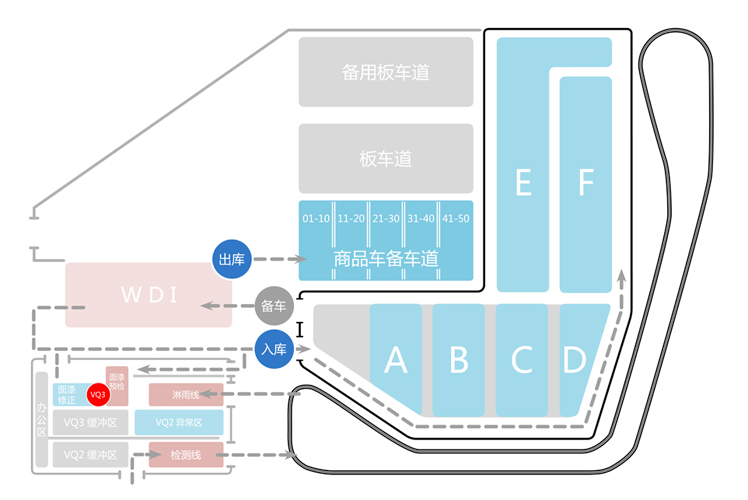 备用板车道
板车道
01-10 11-20 21-30 31-40 41-50
商品车备车道
E
F
出库
WDI
备车
入库
A
B
C
D
面漆
预检
面漆
修正
VQ3
淋雨线
办公区
VQ3 缓冲区
VQ2 异常区
VQ2 缓冲区
检测线